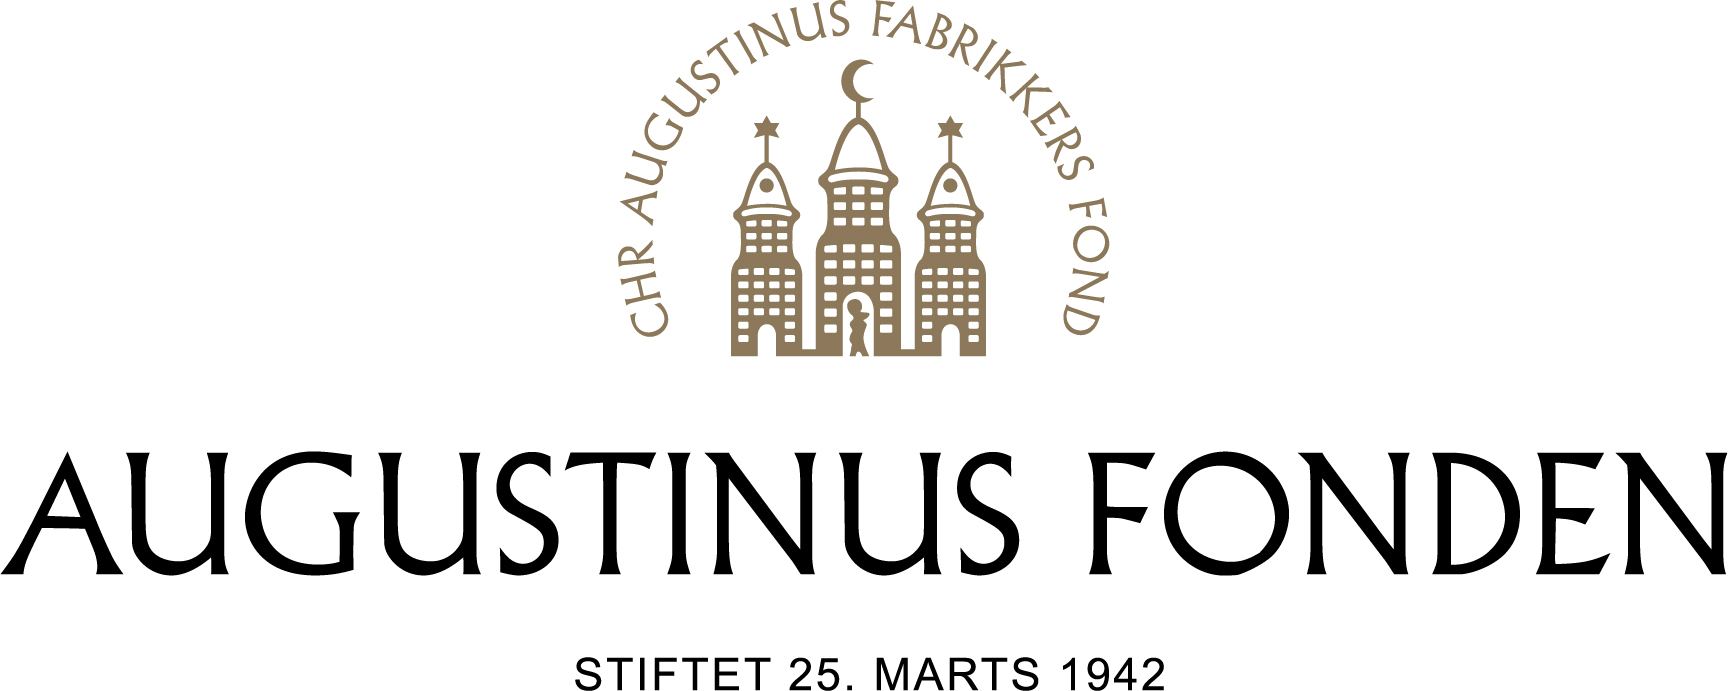 CHR AUGUSTINUS FABRIKKERS FOND
AUGUSTINUS FONDEN
STIFTET 25. MARTS 1942